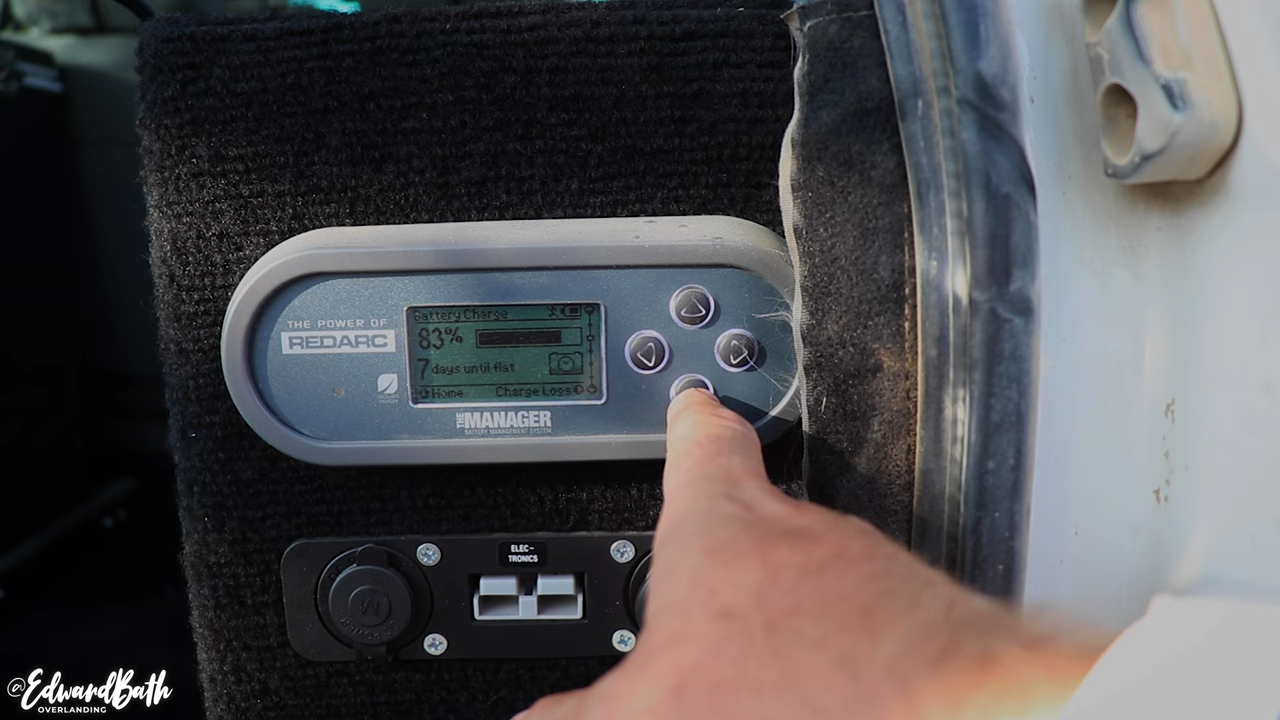 THE POWER OF
REDARC
Battery Charge
83%
7 days until flat
Home Charge Logs
THE MANAGER
BATTERY MANAGEMENT SYSTEM
ELEC-
TRONICS
@EdwardBath
OVERLANDING